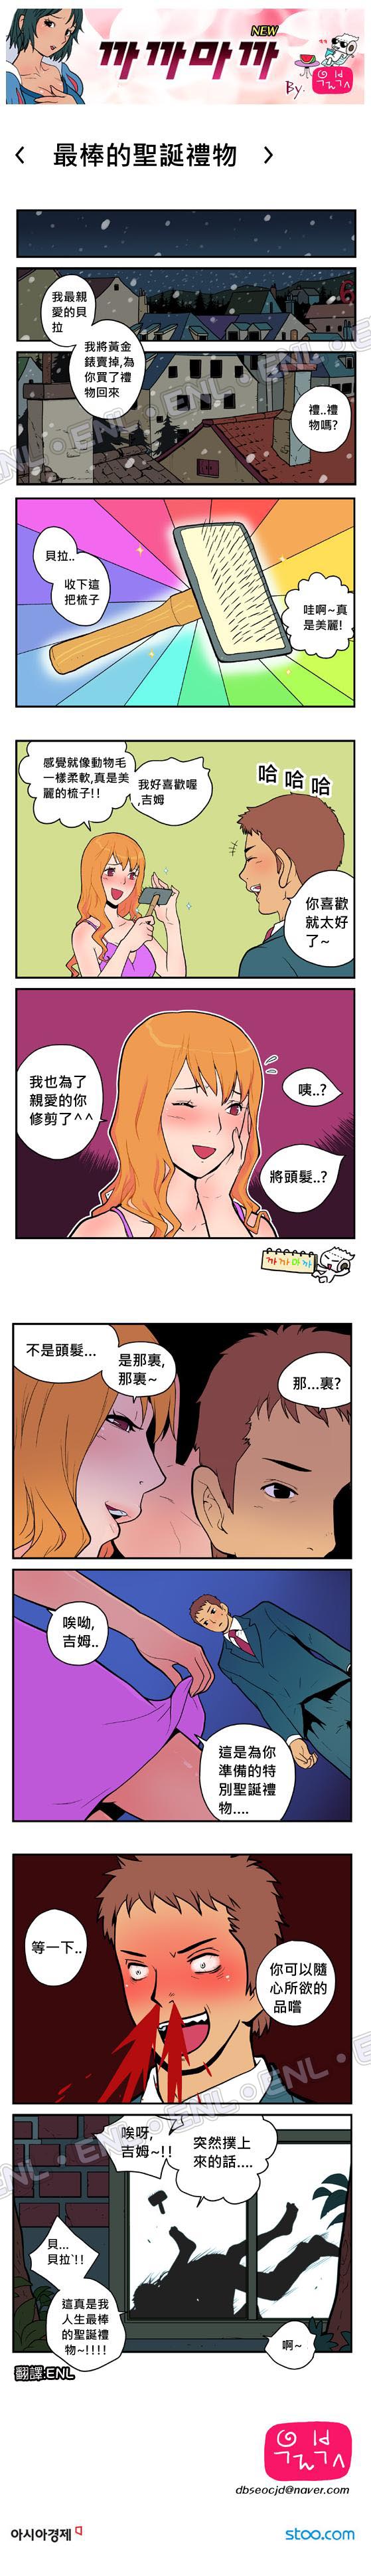 NEW
까까마까
By.
< 最棒的聖誕禮物 >
我最親
愛的貝
拉
我將黃金
錶賣掉,為
你買了禮
物回來
禮..禮
物嗎?
貝拉..
收下這
把梳子
哇啊~真
是美麗!
感覺就像動物毛
一樣柔軟,真是美
麗的梳子!!
我好喜歡喔
,吉姆
哈哈哈
你喜歡
就太好
了~
我也為了
親愛的你
修剪了^^
咦..?
將頭髮..?
까까마까
不是頭髮...
是那裏,
那裏~
那...裏?
唉呦,
吉姆..
這是為你
準備的特
別聖誕禮
物....
等一下..
你可以隨
心所欲的
品嚐
唉呀,
吉姆~!!
突然撲上
來的話....
貝...
貝拉~!!
這真是我
人生最棒
的聖誕禮
物~!!!!
啊~
翻譯:ENL
dbseocjd@naver.com
아시아경제
stoo.com